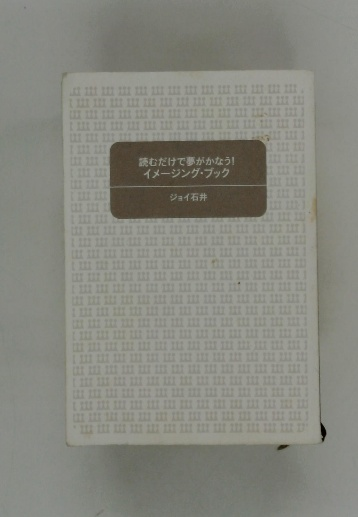 読むだけで夢がかなう!
イメージング・ブック
ジョイ石井